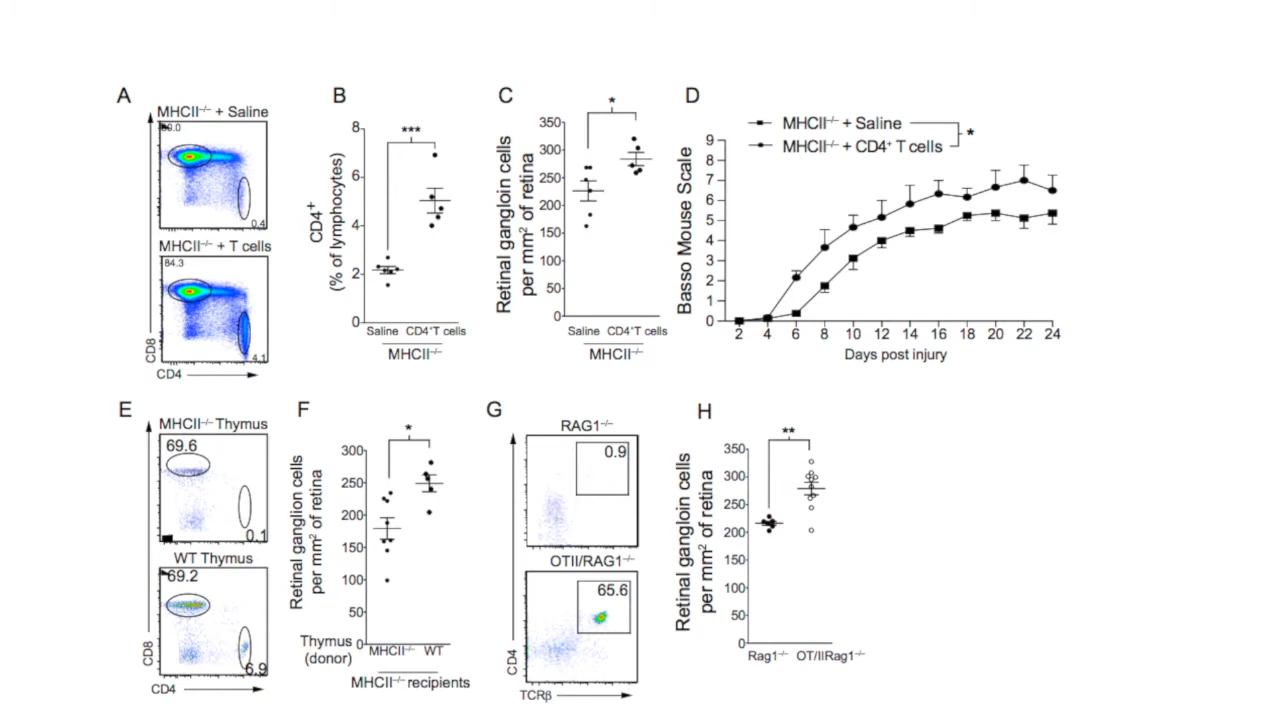 A
MHCII–/– + Saline
80.0
0.4
MHCII–/– + T cells
84.3
4.1
CD8
CD4
B
***
8
6
4
2
0
CD4+
(% of lymphocytes)
Saline CD4+T cells
MHCII–/–
C
*
350
300
250
200
150
100
50
0
Retinal gangloin cells
per mm2 of retina
Saline CD4+T cells
MHCII–/–
D
MHCII–/– + Saline
MHCII–/– + CD4+ T cells
*
9
8
7
6
5
4
3
2
1
0
Basso Mouse Scale
2 4 6 8 10 12 14 16 18 20 22 24
Days post injury
E
MHCII–/– Thymus
69.6
0.1
WT Thymus
69.2
6.9
CD8
CD4
F
*
300
250
200
150
100
50
0
Retinal ganglion cells
per mm2 of retina
Thymus
(donor)
MHCII–/– WT
MHCII–/– recipients
G
RAG1–/–
0.9
OTII/RAG1–/–
65.6
CD4
TCRβ
H
**
350
300
250
200
150
100
50
0
Retinal gangloin cells
per mm2 of retina
Rag1–/– OT/IIRag1–/–